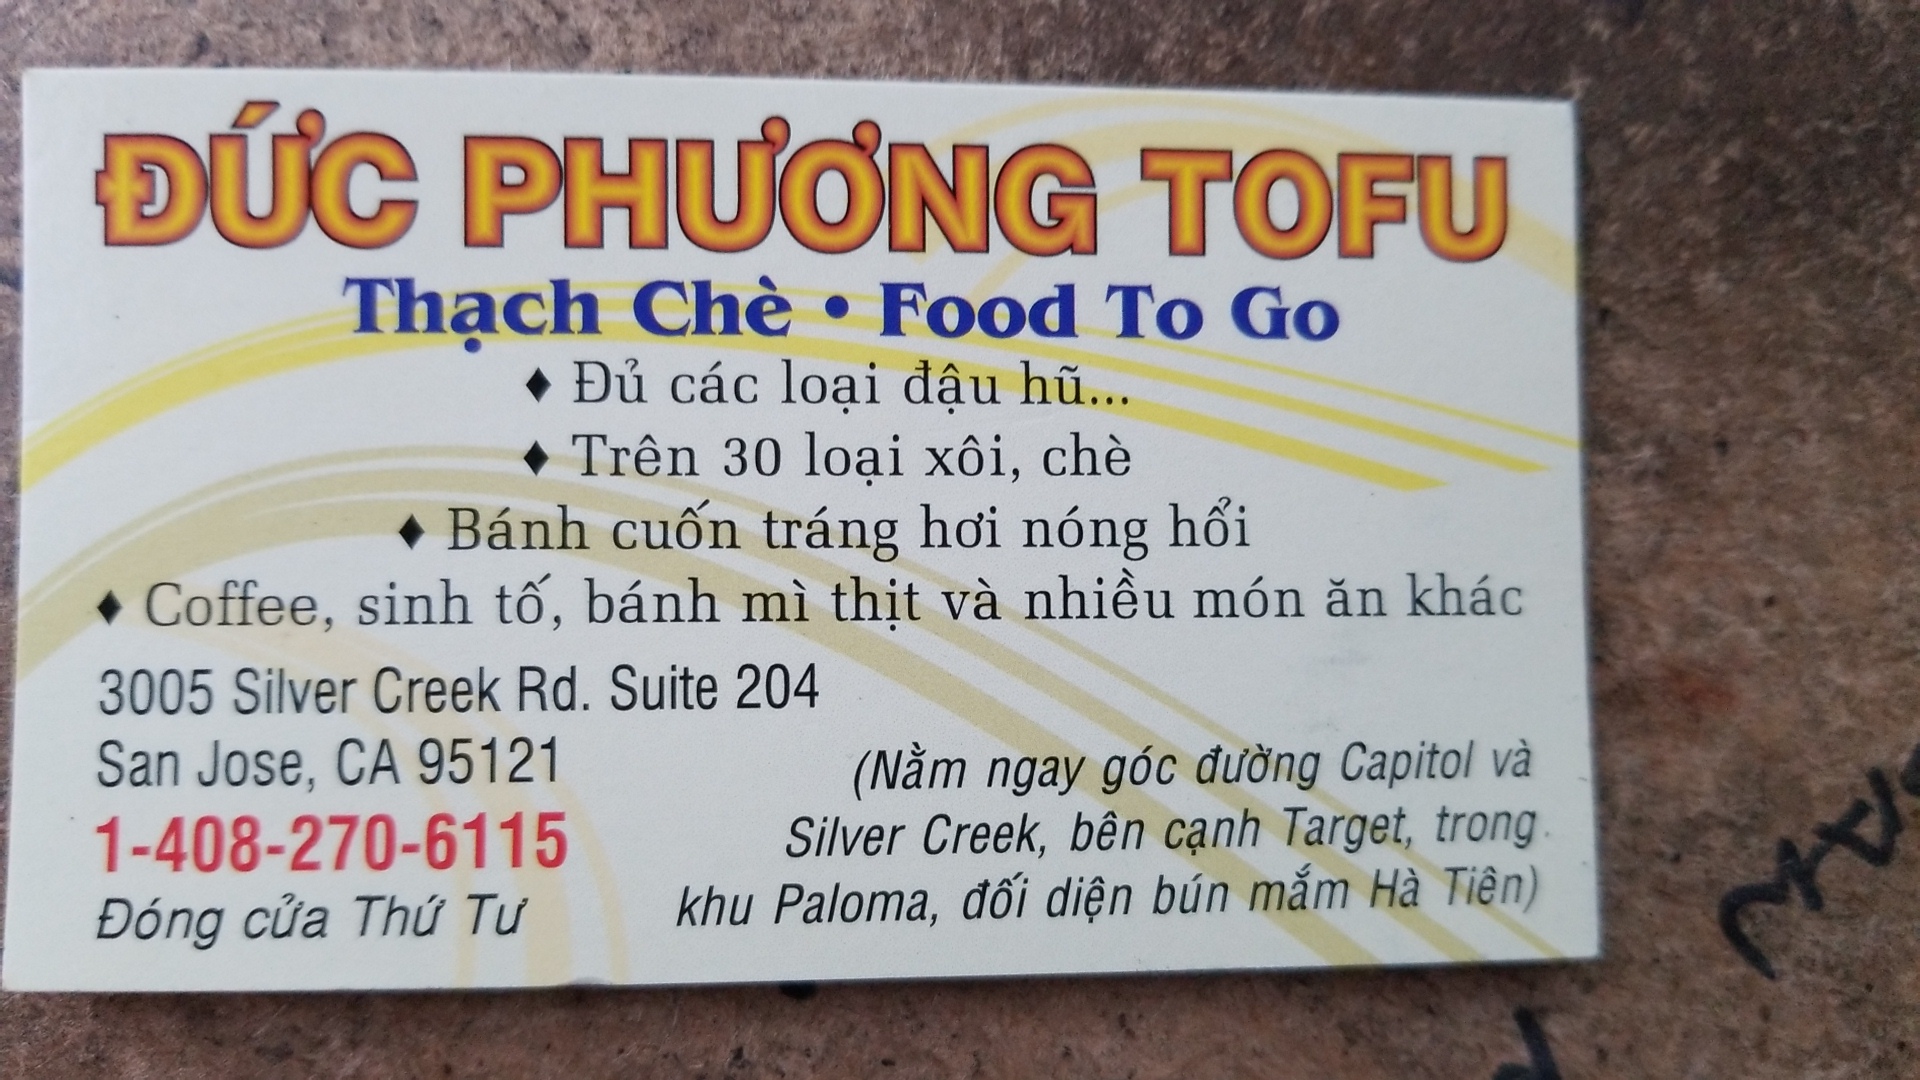 ĐỨC PHƯƠNG TOFU
Thạch Chè • Food To Go
♦ Đủ các loại đậu hũ...
♦ Trên 30 loại xôi, chè
♦ Bánh cuốn tráng hơi nóng hổi
♦ Coffee, sinh tố, bánh mì thịt và nhiều món ăn khác
3005 Silver Creek Rd. Suite 204
San Jose, CA 95121
1-408-270-6115
Đóng cửa Thứ Tư
(Nằm ngay góc đường Capitol và
Silver Creek, bên cạnh Target, trong
khu Paloma, đối diện bún mắm Hà Tiên)